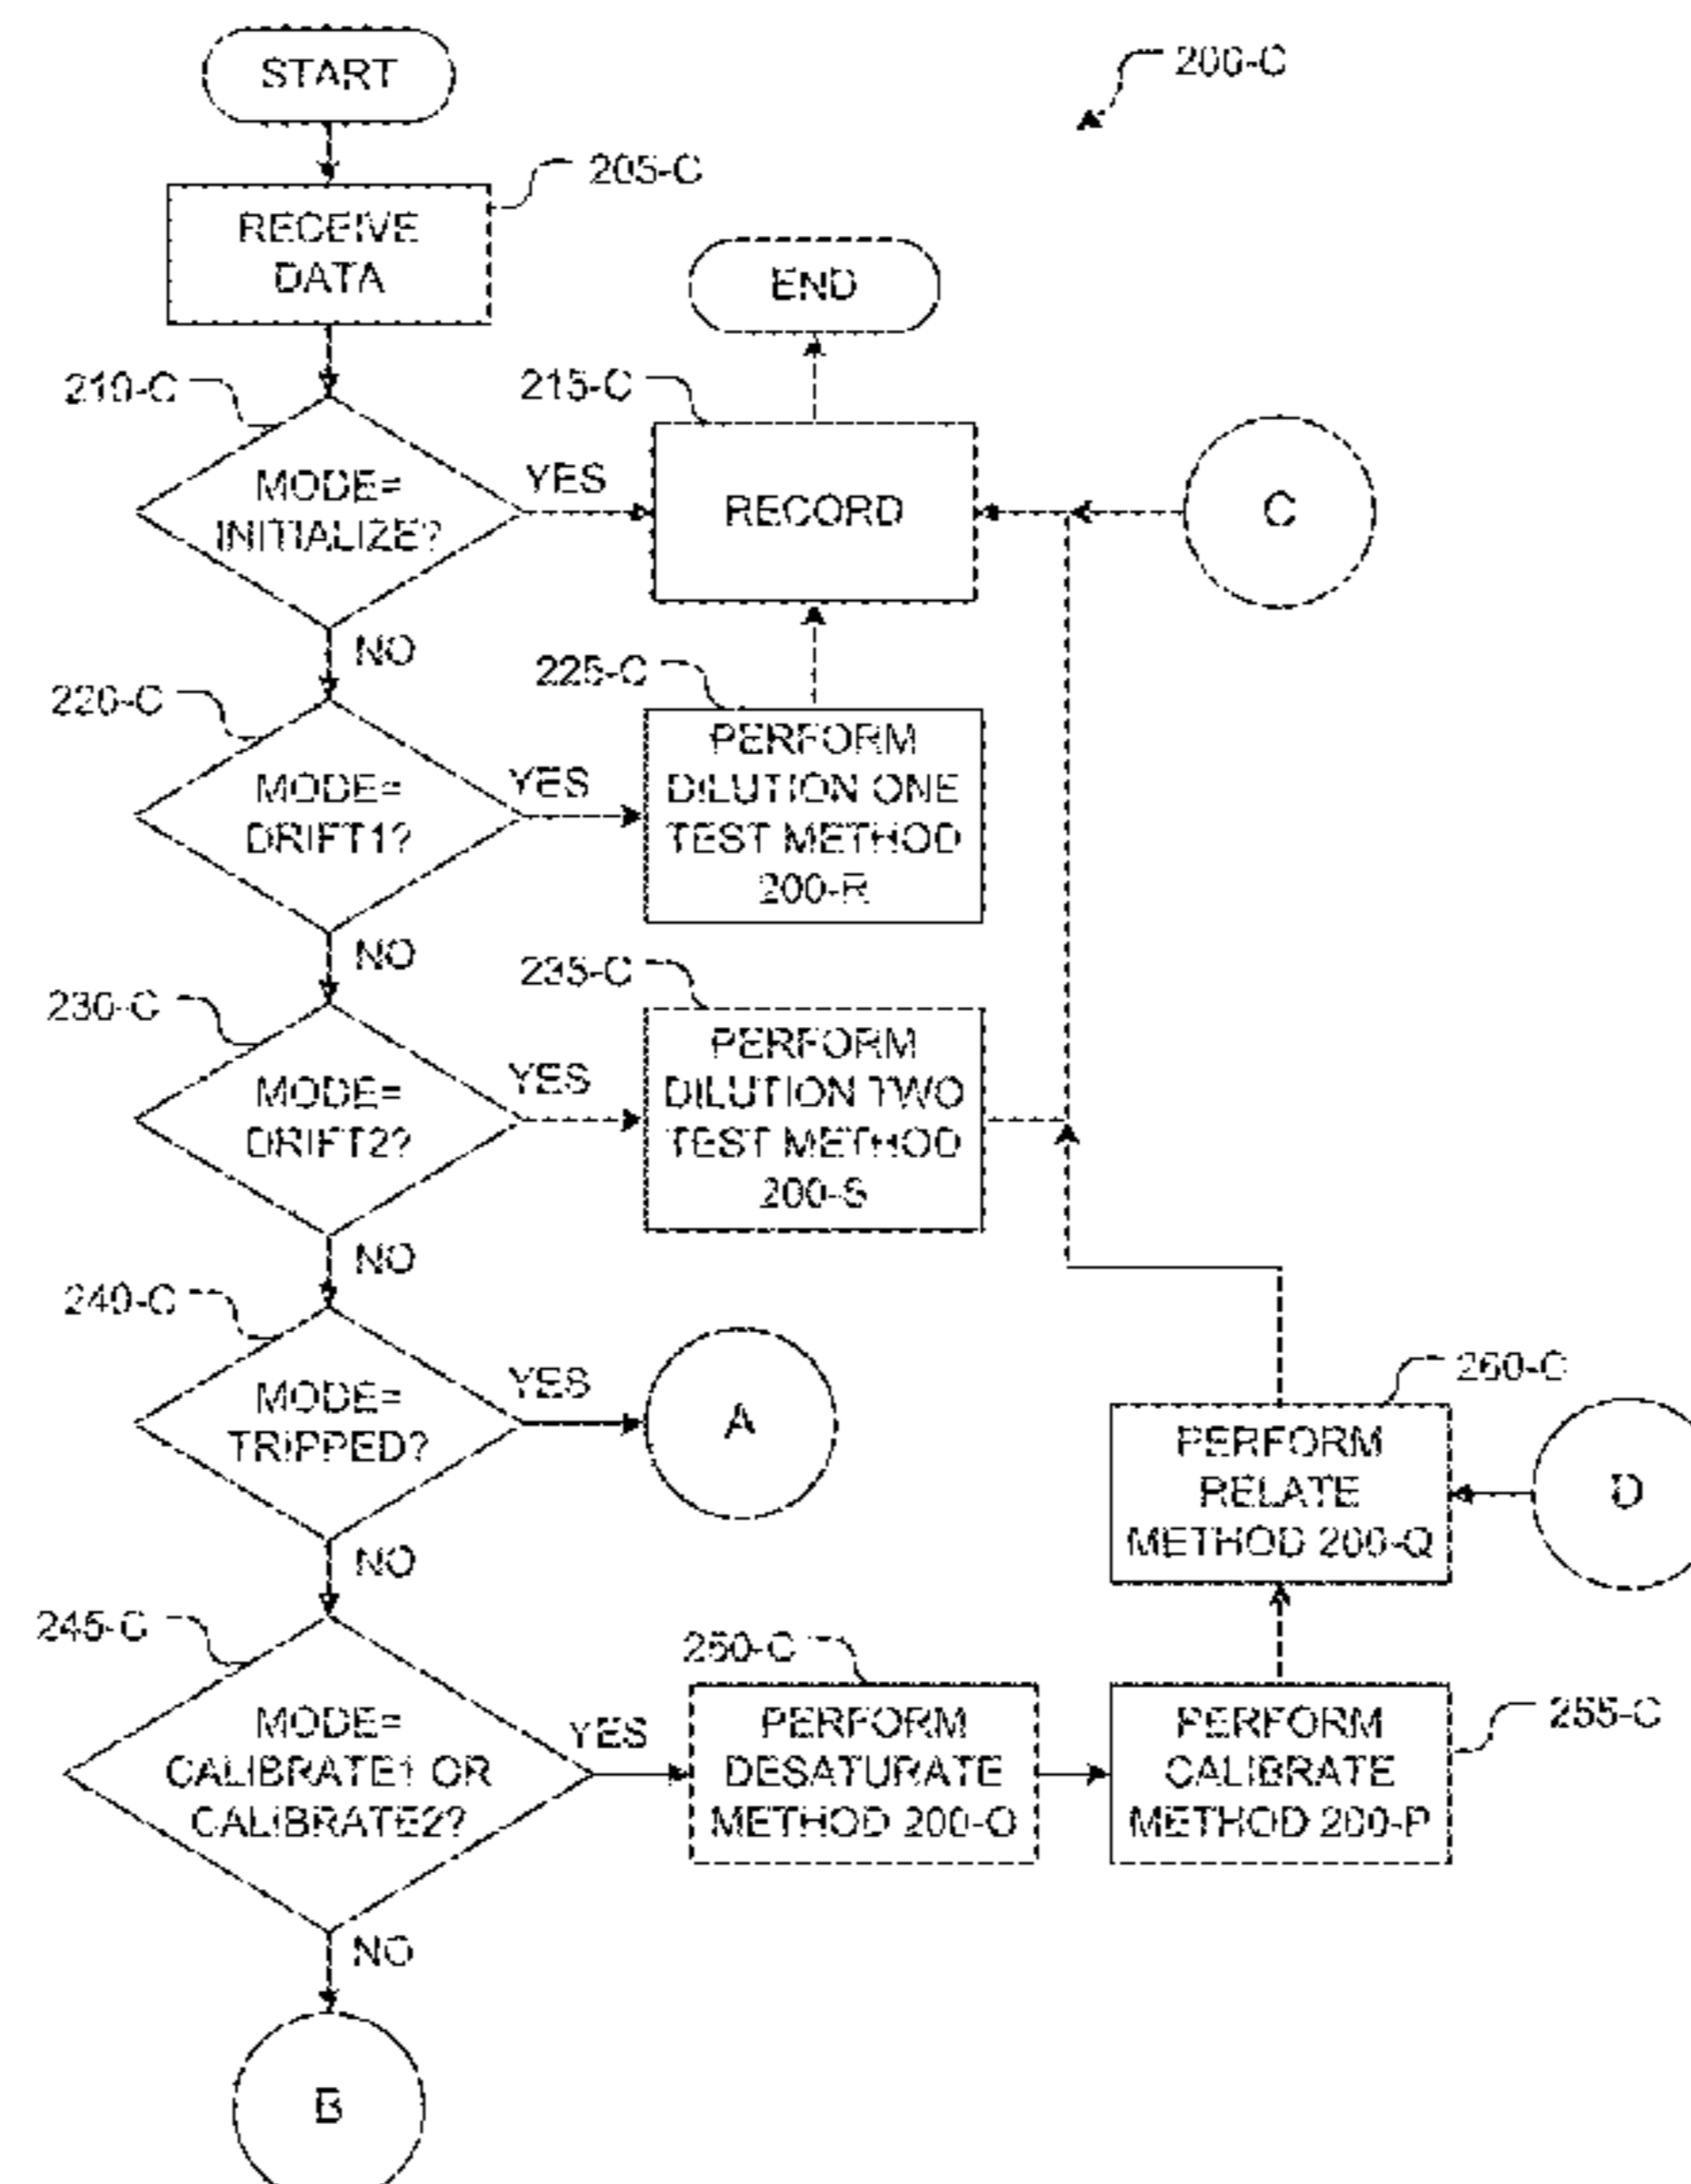 START
200-C
205-C
RECEIVE
DATA
END
210-C
215-C
MODE=
INITIALIZE?
YES
RECORD
C
NO
220-C
225-C
MODE=
DRIFT1?
YES
PERFORM
DILUTION ONE
TEST METHOD
200-R
NO
230-C
235-C
MODE=
DRIFT2?
YES
PERFORM
DILUTION TWO
TEST METHOD
200-S
NO
240-C
MODE=
TRIPPED?
YES
A
260-C
PERFORM
RELATE
METHOD 200-Q
D
NO
245-C
250-C
255-C
MODE=
CALIBRATE1 OR
CALIBRATE2?
YES
PERFORM
DESATURATE
METHOD 200-O
PERFORM
CALIBRATE
METHOD 200-P
NO
B